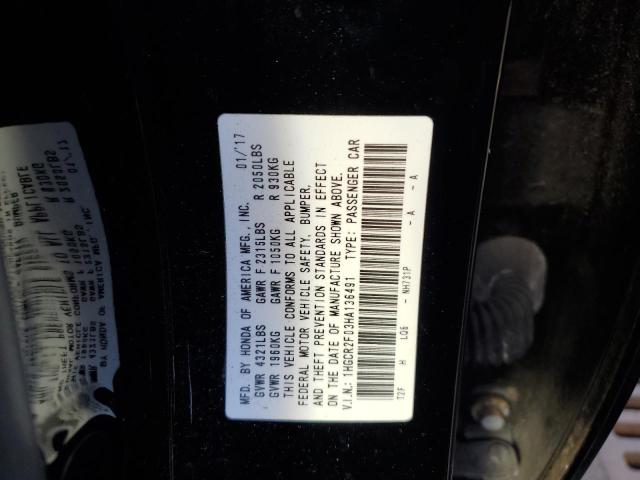 MFD. BY HONDA OF AMERICA MFG., INC. 01/'17
GVWR 4321LBS GAWR F 2315LBS R 2050LBS
GVWR 1960KG GAWR F 1050KG R 930KG
THIS VEHICLE CONFORMS TO ALL APPLICABLE
FEDERAL MOTOR VEHICLE SAFETY, BUMPER,
AND THEFT PREVENTION STANDARDS IN EFFECT
ON THE DATE OF MANUFACTURE SHOWN ABOVE.
V.I.N.: 1HGCR2F03HA136491 TYPE: PASSENGER CAR
T2F H LQ6 - NH731P - A - A